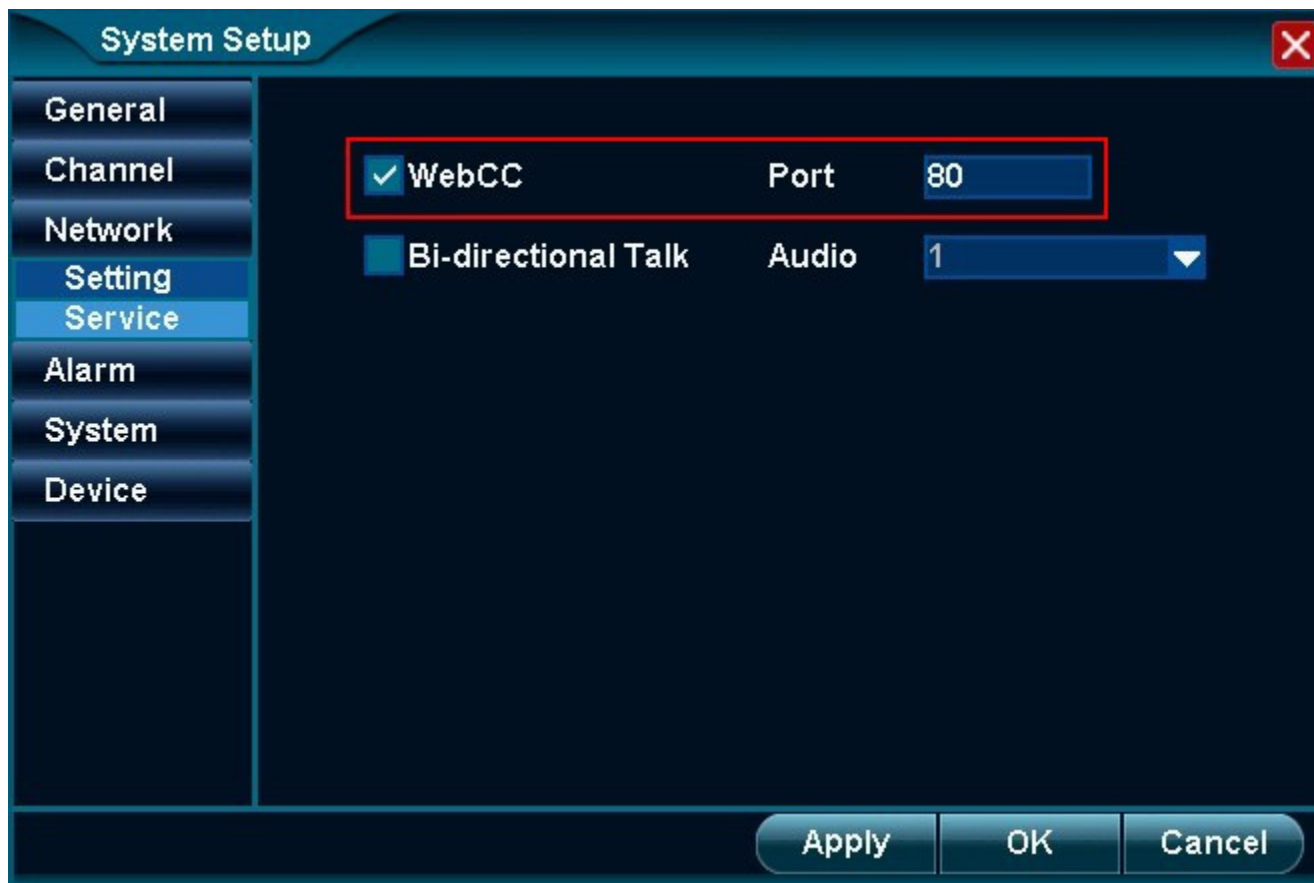 System Setup
General
Channel
Network
Setting
Service
Alarm
System
Device
WebCC Port 80
Bi-directional Talk Audio 1
Apply OK Cancel